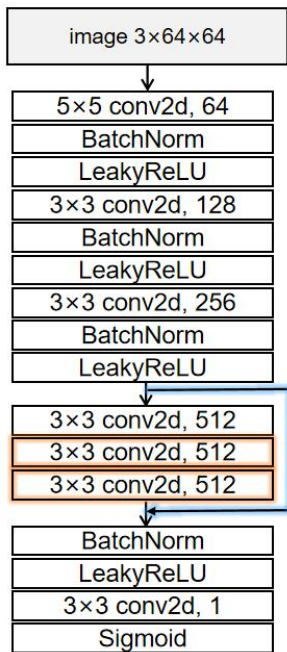 image 3×64×64
5×5 conv2d, 64
BatchNorm
LeakyReLU
3×3 conv2d, 128
BatchNorm
LeakyReLU
3×3 conv2d, 256
BatchNorm
LeakyReLU
3×3 conv2d, 512
3×3 conv2d, 512
3×3 conv2d, 512
BatchNorm
LeakyReLU
3×3 conv2d, 1
Sigmoid